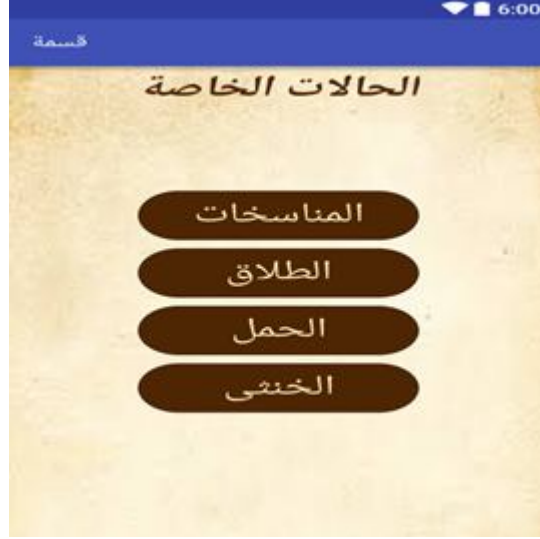 6:00
قسمة
الحالات الخاصة
المناسخات
الطلاق
الحمل
الخنثى